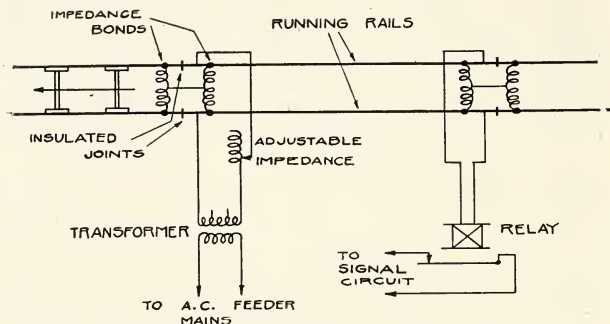 IMPEDANCE
BONDS
RUNNING RAILS
INSULATED
JOINTS
ADJUSTABLE
IMPEDANCE
TRANSFORMER
RELAY
TO
SIGNAL
CIRCUIT
TO A.C. FEEDER
MAINS